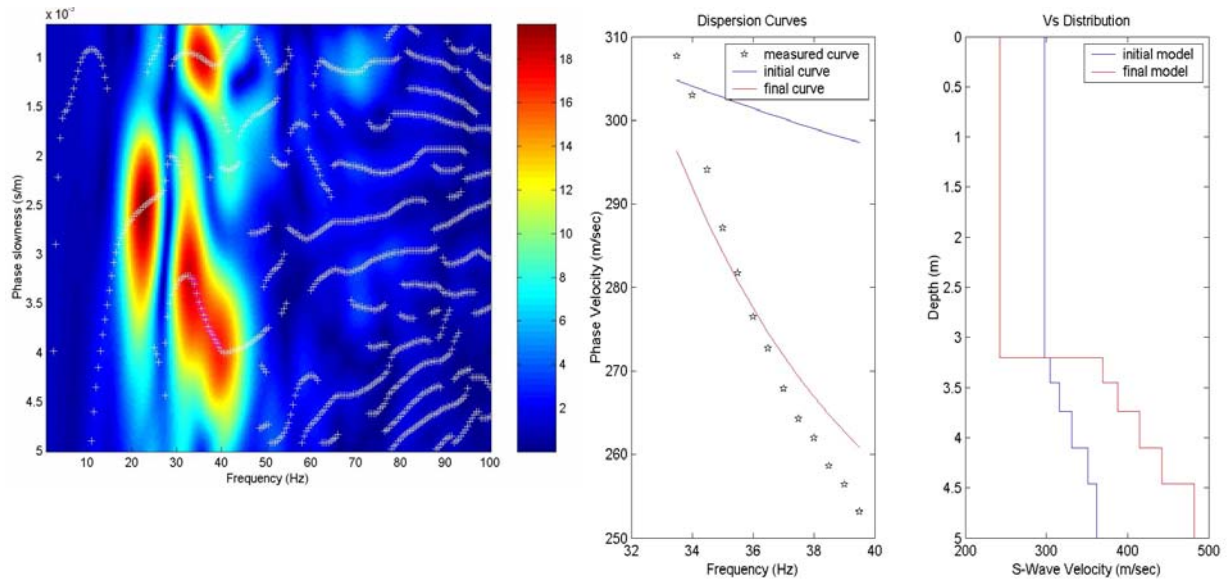 x 10⁻³
Phase slowness (s/m)
1
1.5
2
2.5
3
3.5
4
4.5
5
10 20 30 40 50 60 70 80 90 100
Frequency (Hz)
18
16
14
12
10
8
6
4
2
Dispersion Curves
measured curve
initial curve
final curve
Phase Velocity (m/sec)
310
300
290
280
270
260
250
32 34 36 38 40
Frequency (Hz)
Vs Distribution
initial model
final model
Depth (m)
0
0.5
1
1.5
2
2.5
3
3.5
4
4.5
5
200 300 400 500
S-Wave Velocity (m/sec)